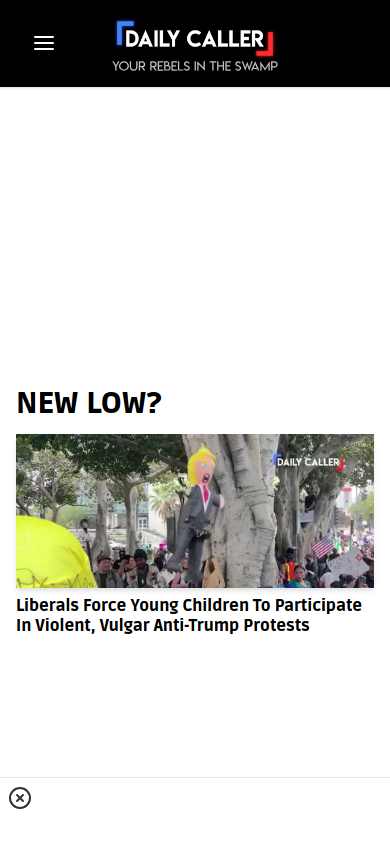 DAILY CALLER
YOUR REBELS IN THE SWAMP
NEW LOW?
DAILY CALLER
Liberals Force Young Children To Participate
In Violent, Vulgar Anti-Trump Protests